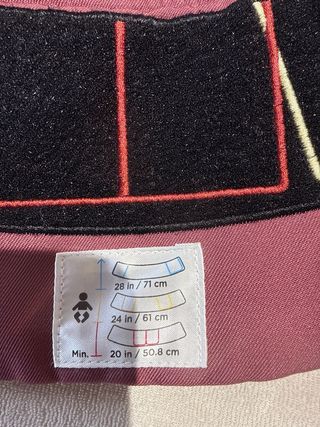 28 in / 71 cm
24 in / 61 cm
Min. 20 in / 50.8 cm